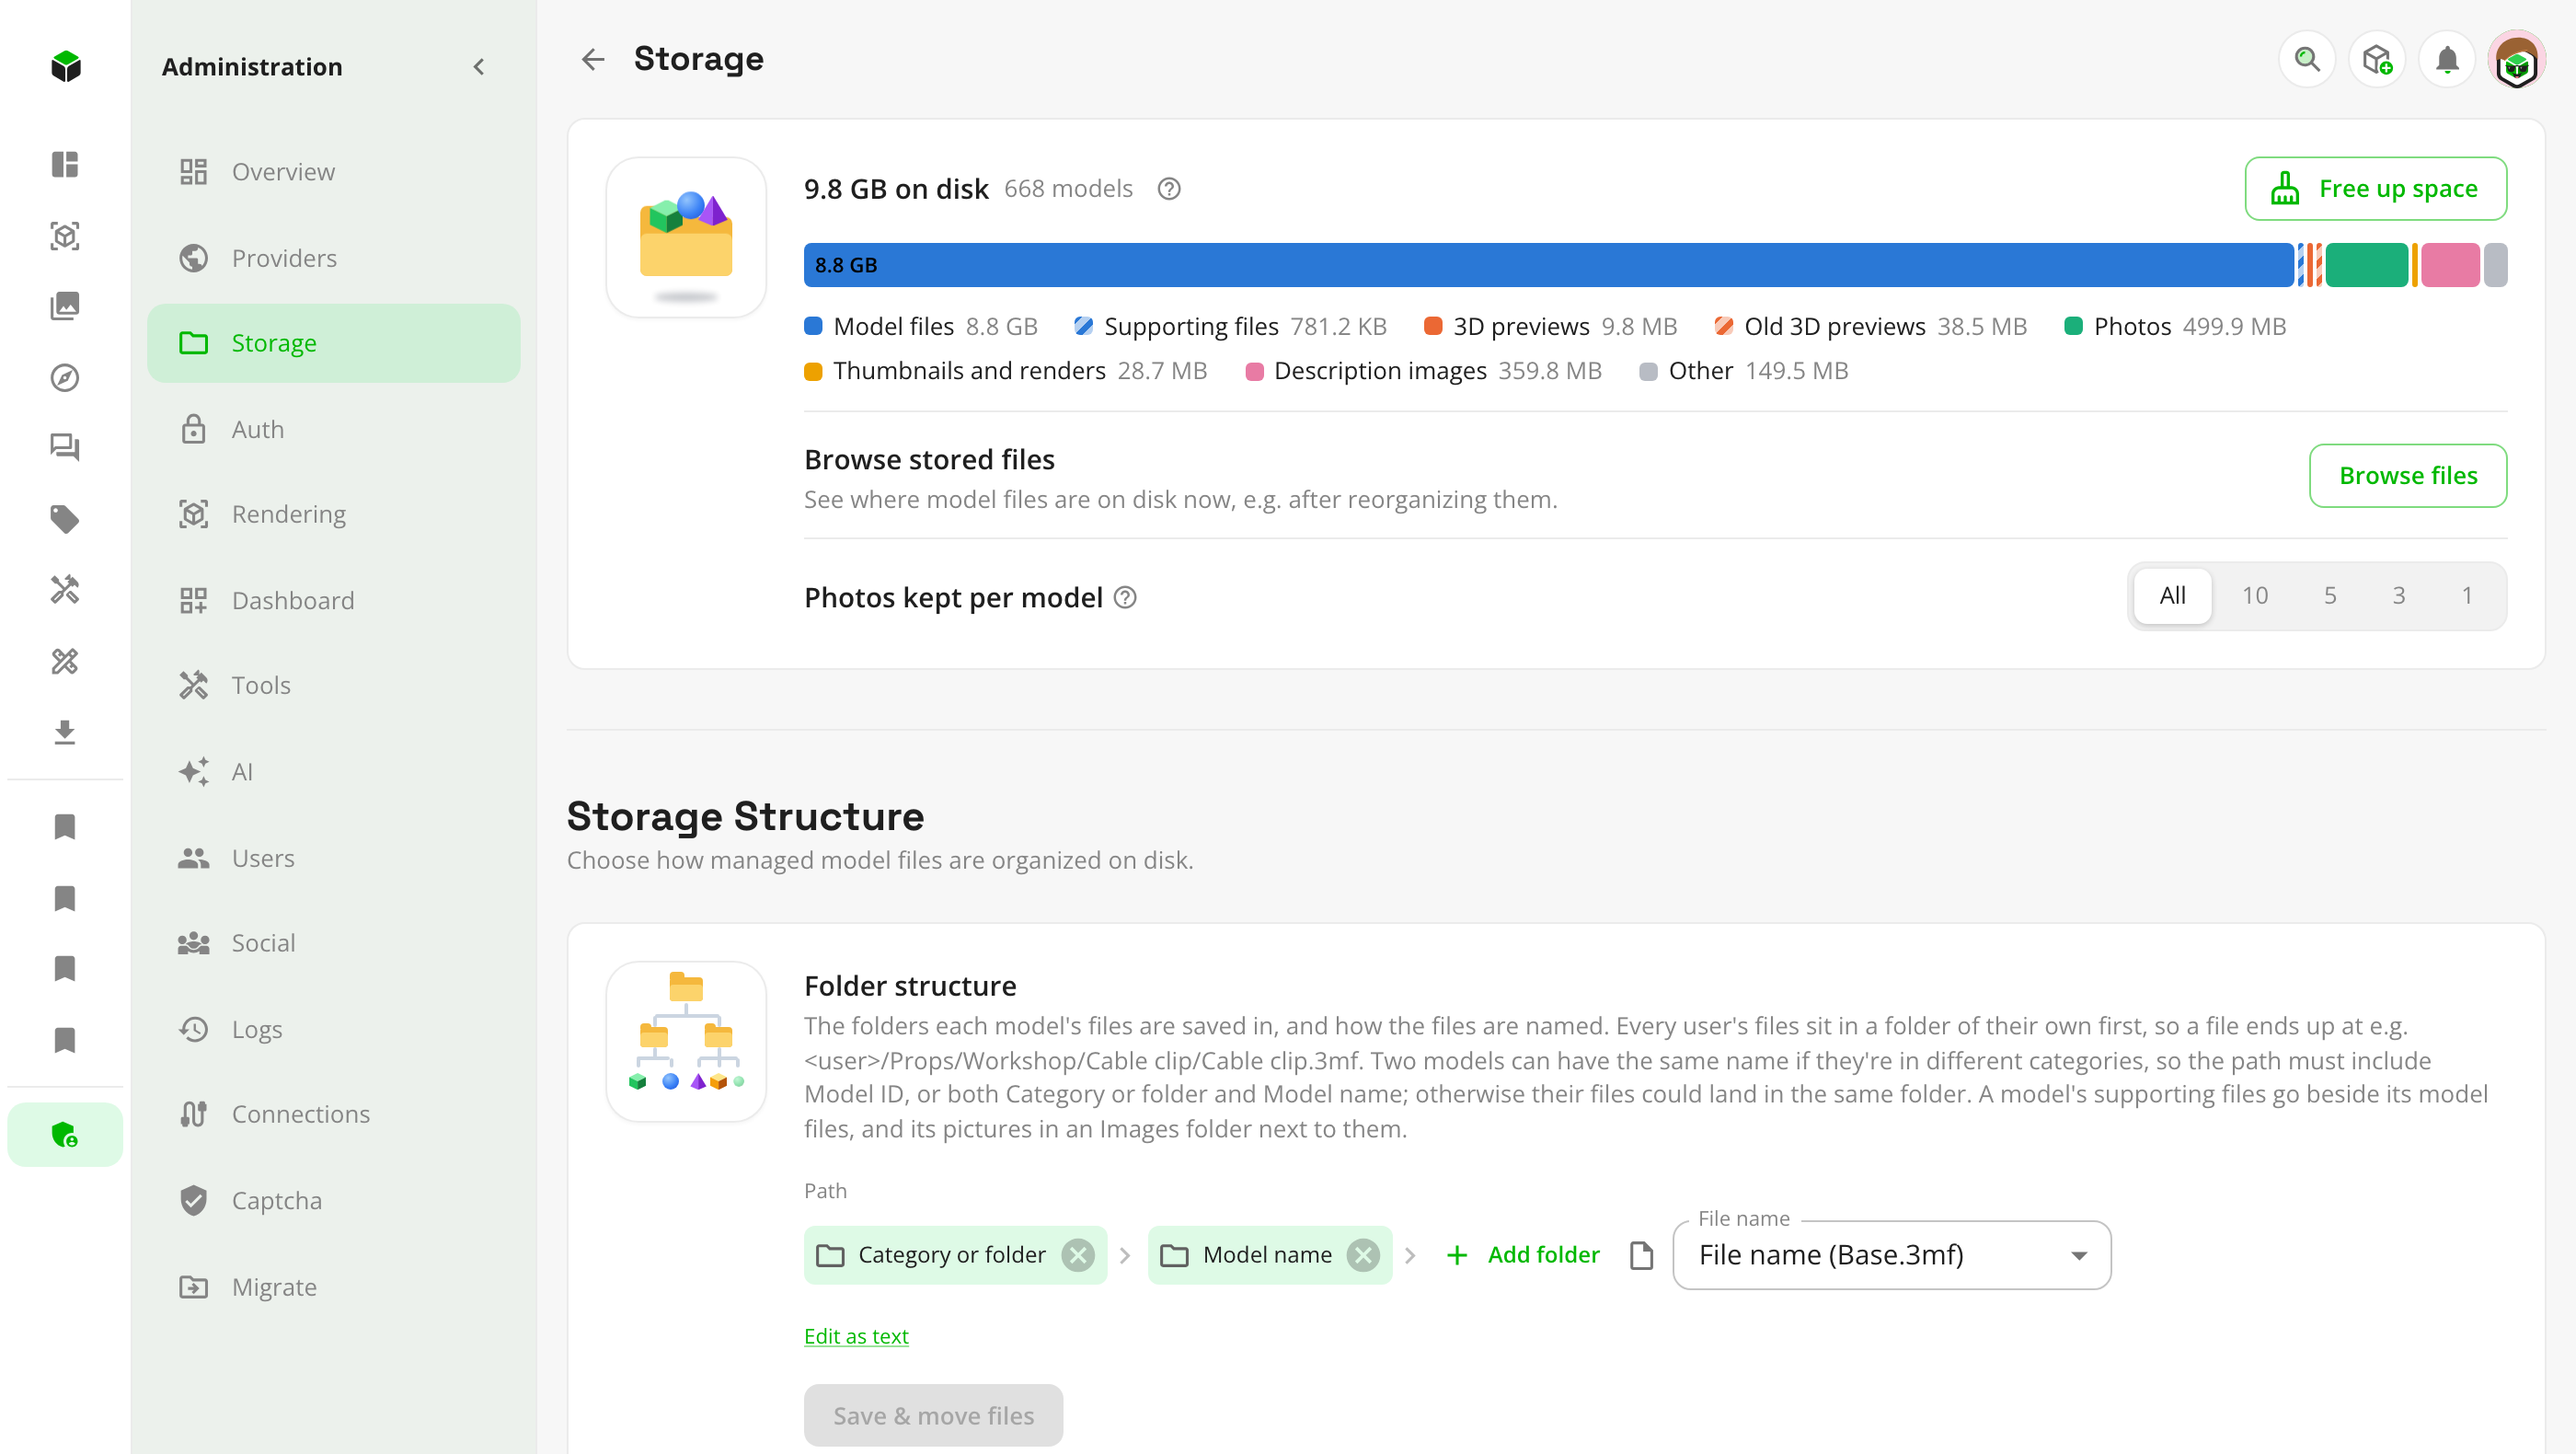 Administration
Overview
Providers
Storage
Auth
Rendering
Dashboard
Tools
AI
Users
Social
Logs
Connections
Captcha
Migrate
Storage
9.8 GB on disk 668 models
Free up space
8.8 GB
Model files 8.8 GB Supporting files 781.2 KB 3D previews 9.8 MB Old 3D previews 38.5 MB Photos 499.9 MB
Thumbnails and renders 28.7 MB Description images 359.8 MB Other 149.5 MB
Browse stored files
See where model files are on disk now, e.g. after reorganizing them.
Browse files
Photos kept per model
All 10 5 3 1
Storage Structure
Choose how managed model files are organized on disk.
Folder structure
The folders each model's files are saved in, and how the files are named. Every user's files sit in a folder of their own first, so a file ends up at e.g.
<user>/Props/Workshop/Cable clip/Cable clip.3mf. Two models can have the same name if they're in different categories, so the path must include
Model ID, or both Category or folder and Model name; otherwise their files could land in the same folder. A model's supporting files go beside its model
files, and its pictures in an Images folder next to them.
Path
Category or folder Model name Add folder
File name
File name (Base.3mf)
Edit as text
Save & move files